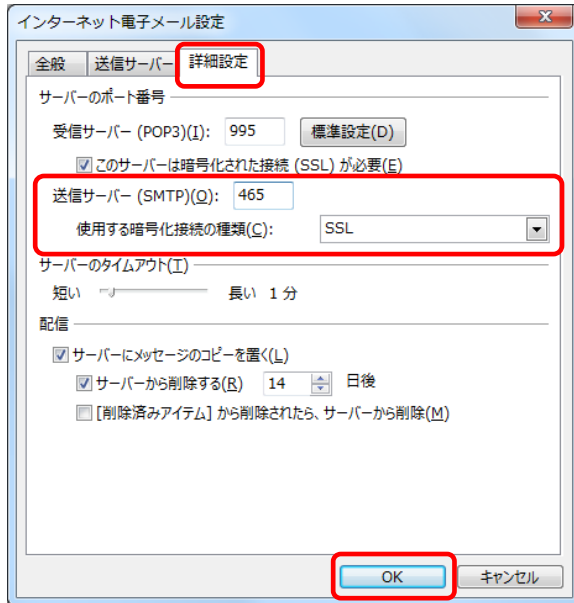 インターネット電子メール設定
全般 送信サーバー 詳細設定
サーバーのポート番号
受信サーバー (POP3)(I): 995 標準設定(D)
このサーバーは暗号化された接続 (SSL) が必要(E)
送信サーバー (SMTP)(O): 465
使用する暗号化接続の種類(C): SSL
サーバーのタイムアウト(T)
短い 長い 1 分
配信
サーバーにメッセージのコピーを置く(L)
サーバーから削除する(R) 14 日後
[削除済みアイテム] から削除されたら、サーバーから削除(M)
OK キャンセル